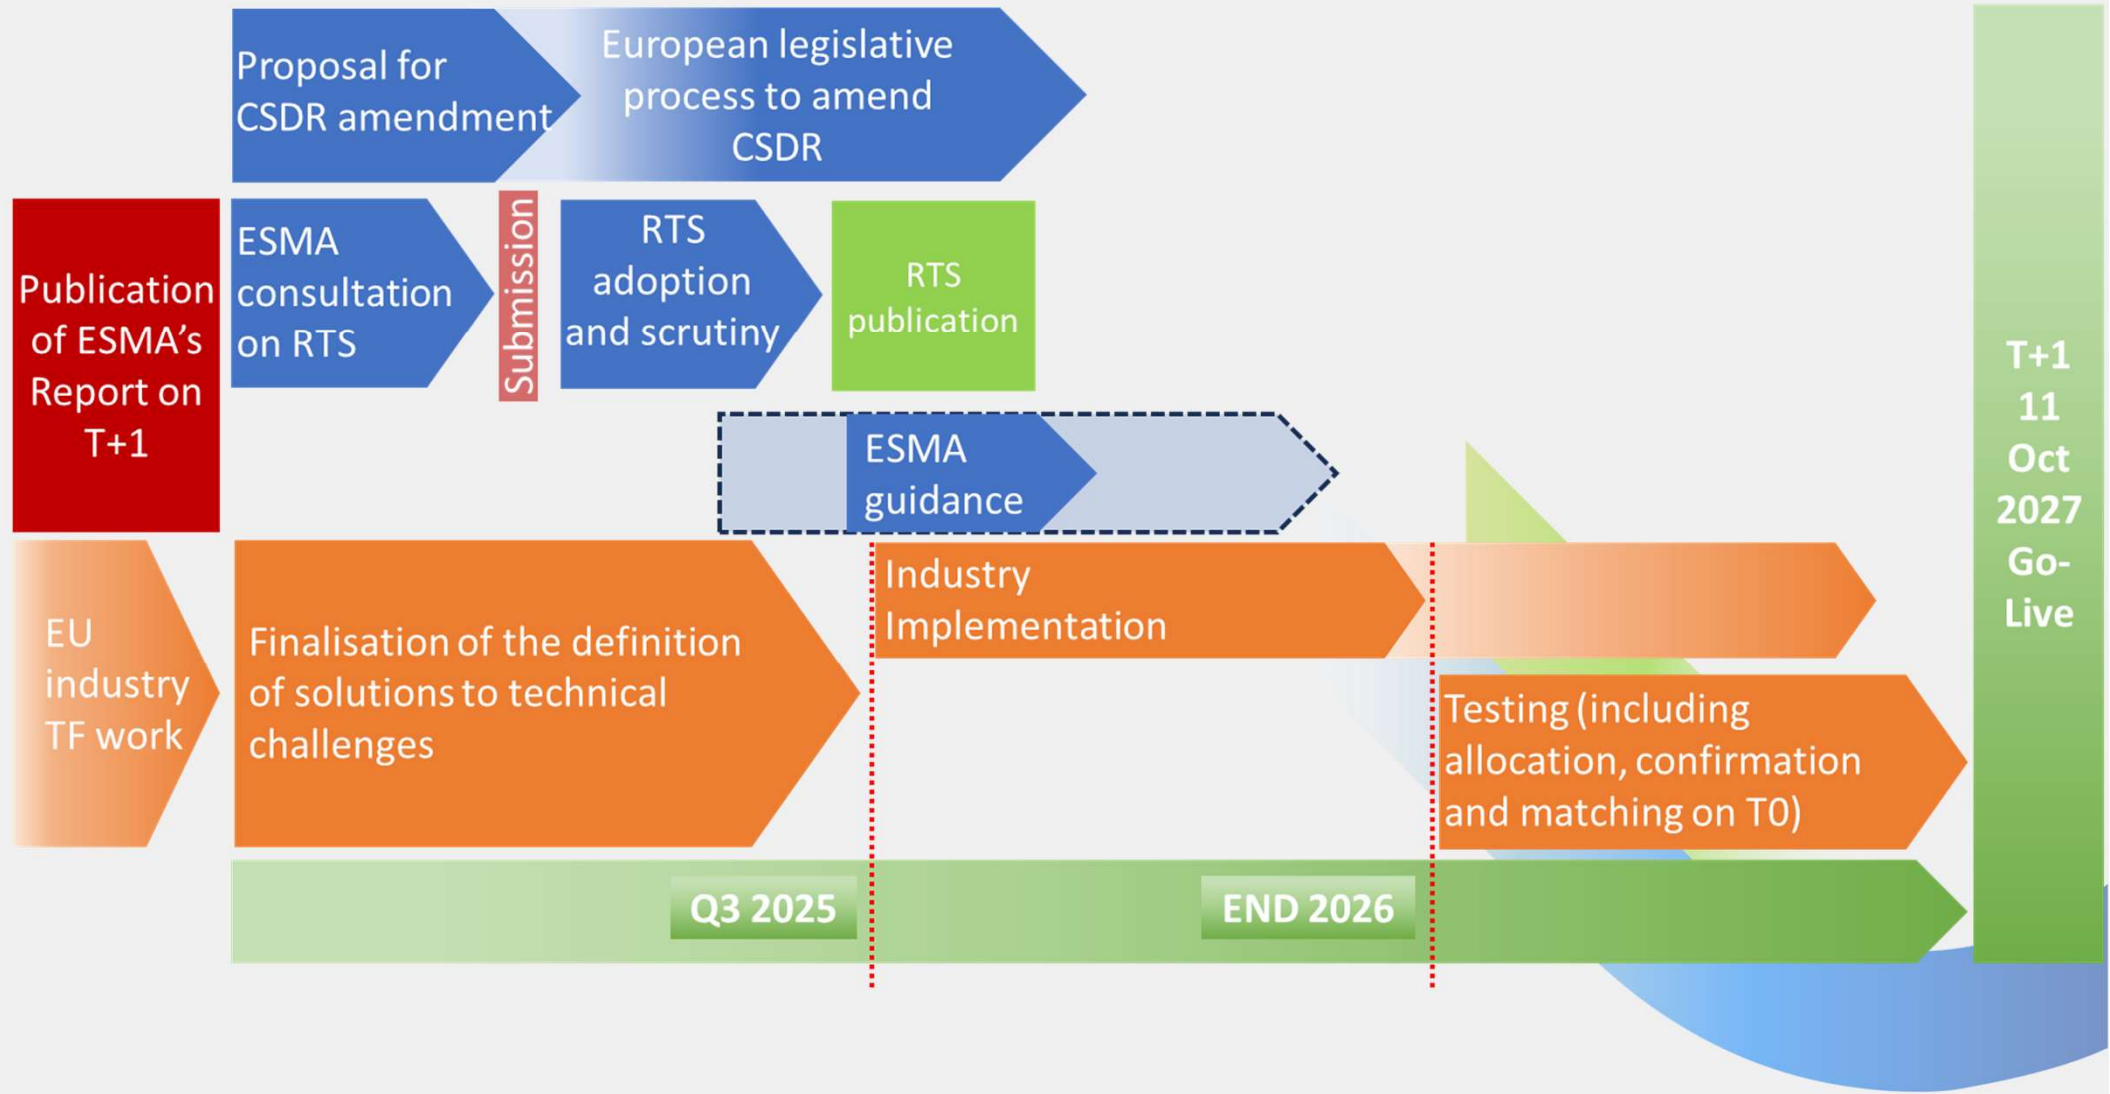 Proposal for
CSDR amendment
European legislative
process to amend
CSDR
Publication
of ESMA's
Report on
T+1
ESMA
consultation
on RTS
Submission
RTS
adoption
and scrutiny
RTS
publication
ESMA
guidance
EU
industry
TF work
Finalisation of the definition
of solutions to technical
challenges
Industry
Implementation
Testing (including
allocation, confirmation
and matching on T0)
Q3 2025
END 2026
T+1
11
Oct
2027
Go-
Live